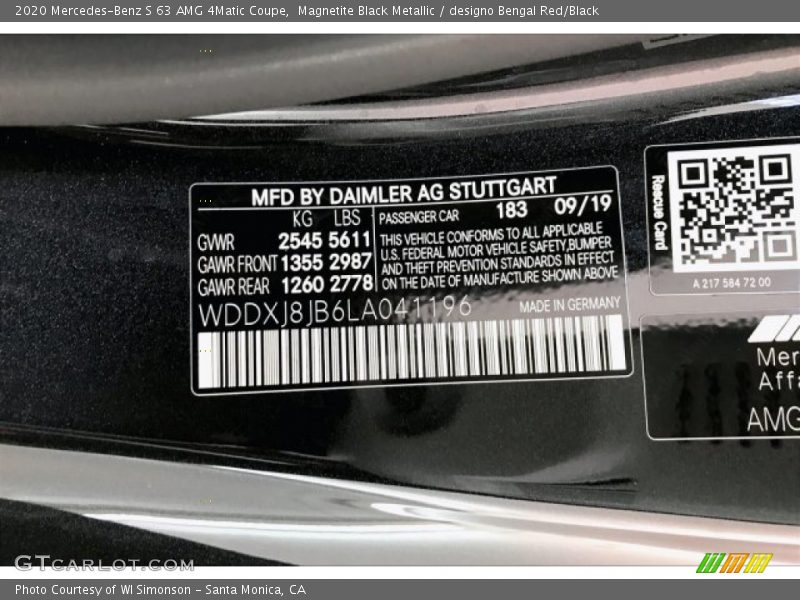 2020 Mercedes-Benz S 63 AMG 4Matic Coupe, Magnetite Black Metallic / designo Bengal Red/Black
MFD BY DAIMLER AG STUTTGART
KG LBS PASSENGER CAR 183 09/19
GVWR 2545 5611
GAWR FRONT 1355 2987
GAWR REAR 1260 2778
THIS VEHICLE CONFORMS TO ALL APPLICABLE
U.S. FEDERAL MOTOR VEHICLE SAFETY,BUMPER
AND THEFT PREVENTION STANDARDS IN EFFECT
ON THE DATE OF MANUFACTURE SHOWN ABOVE
WDDXJ8JB6LA041196 MADE IN GERMANY
Rescue Card
A 217 584 72 00
Mer
Affa
AMG
GTCARLOT.COM
Photo Courtesy of WI Simonson - Santa Monica, CA